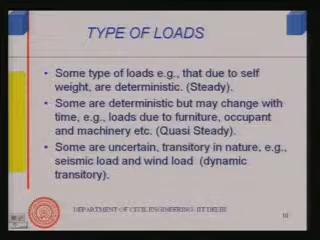 TYPE OF LOADS
• Some type of loads e.g., that due to self
weight, are deterministic. (Steady).
• Some are deterministic but may change with
time, e.g., loads due to furniture, occupant
and machinery etc. (Quasi Steady).
• Some are uncertain, transitory in nature, e.g.,
seismic load and wind load (dynamic
transitory).
DEPARTMENT OF CIVIL ENGINEERING IIT DELHI